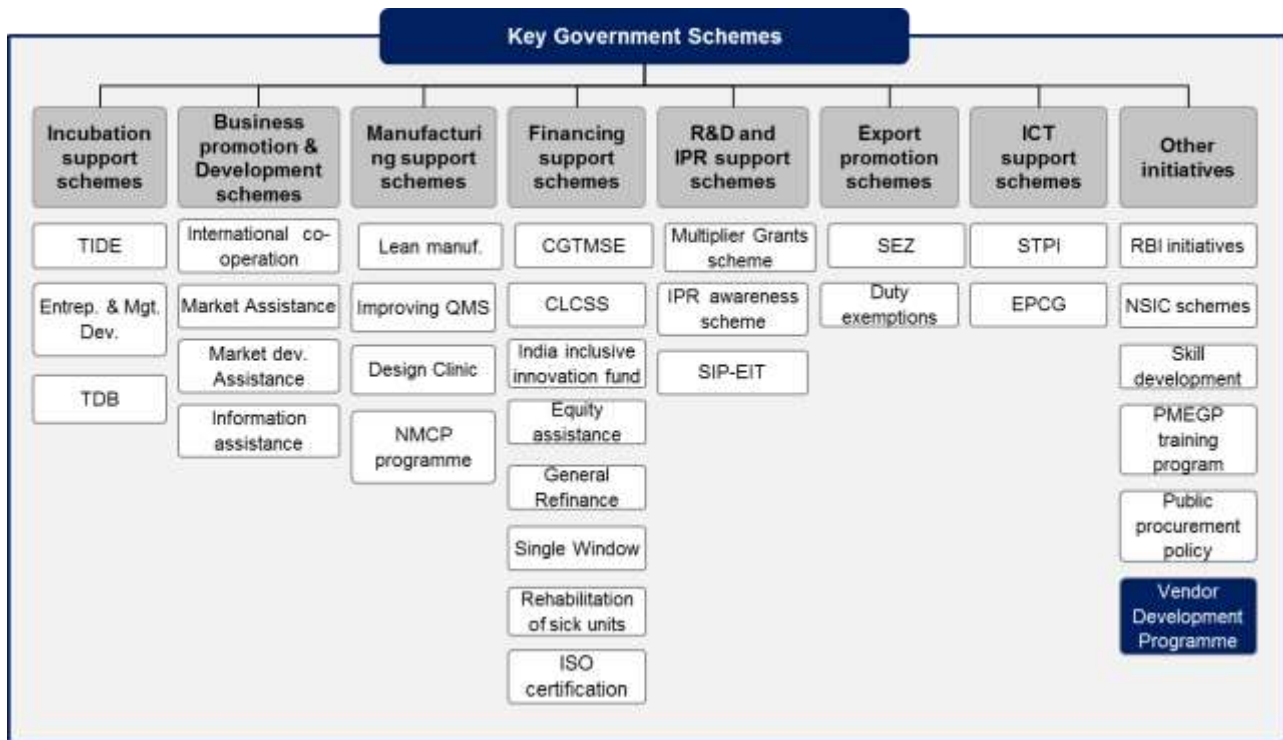 Key Government Schemes
Incubation
support
schemes
Business
promotion &
Development
schemes
Manufacturi
ng support
schemes
Financing
support
schemes
R&D and
IPR support
schemes
Export
promotion
schemes
ICT
support
schemes
Other
initiatives
TIDE
Entrep. & Mgt.
Dev.
TDB
International co-
operation
Market Assistance
Market dev.
Assistance
Information
assistance
Lean manuf.
Improving QMS
Design Clinic
NMCP
programme
CGTMSE
CLCSS
India inclusive
innovation fund
Equity
assistance
General
Refinance
Single Window
Rehabilitation
of sick units
ISO
certification
Multiplier Grants
scheme
IPR awareness
scheme
SIP-EIT
SEZ
Duty
exemptions
STPI
EPCG
RBI initiatives
NSIC schemes
Skill
development
PMEGP
training
program
Public
procurement
policy
Vendor
Development
Programme